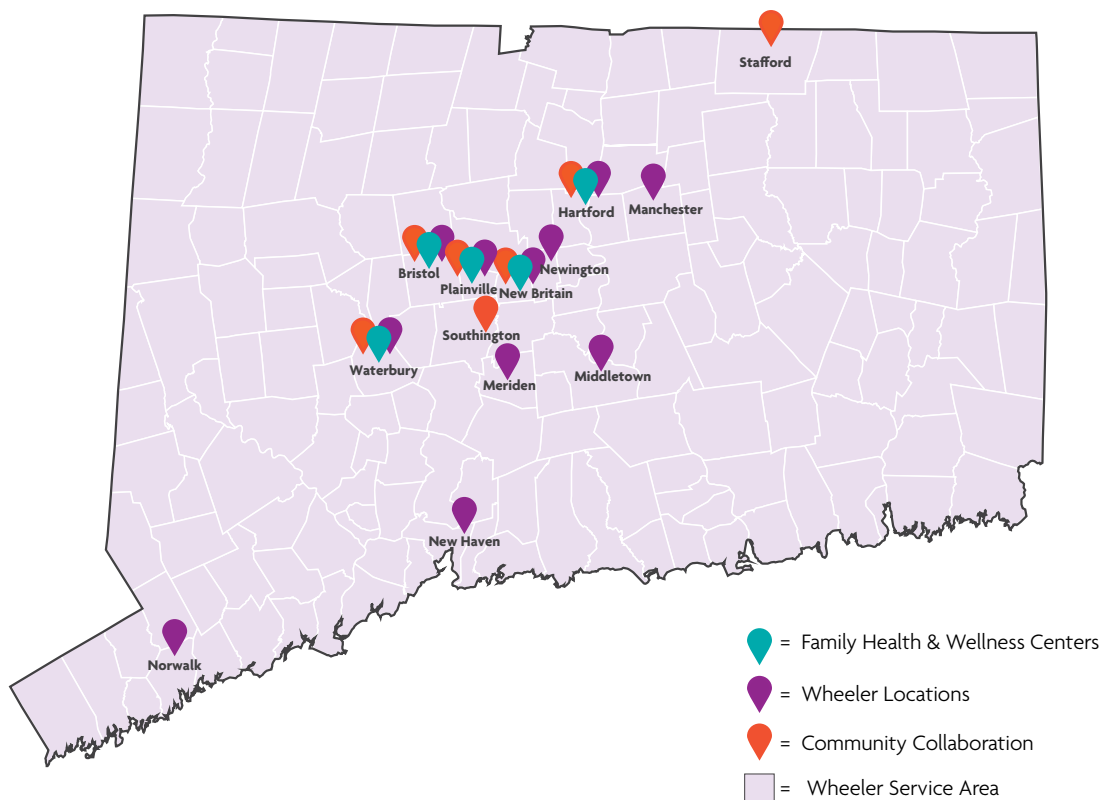 Stafford
Hartford
Manchester
Bristol
Newington
Plainville
New Britain
Southington
Waterbury
Meriden
Middletown
New Haven
Norwalk
= Family Health & Wellness Centers
= Wheeler Locations
= Community Collaboration
= Wheeler Service Area